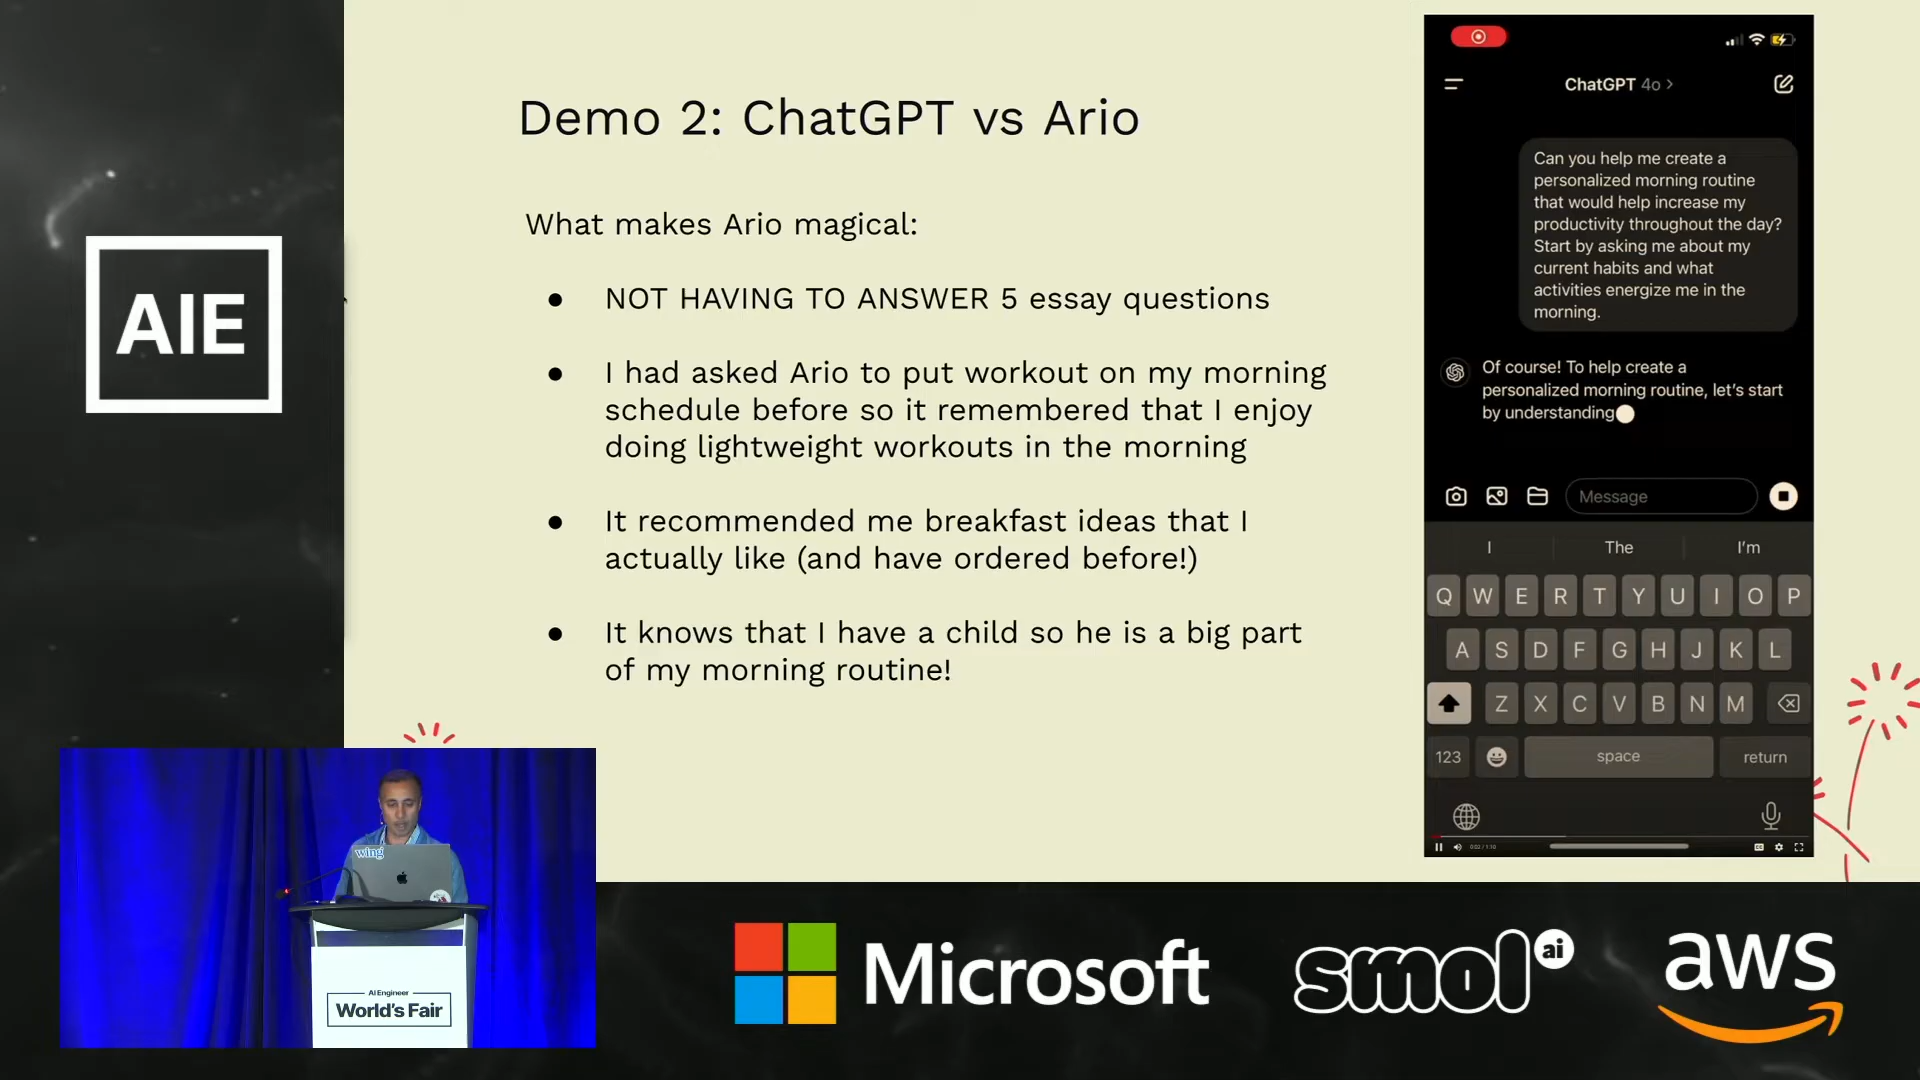 AIE
Demo 2: ChatGPT vs Ario
What makes Ario magical:
● NOT HAVING TO ANSWER 5 essay questions
● I had asked Ario to put workout on my morning
schedule before so it remembered that I enjoy
doing lightweight workouts in the morning
● It recommended me breakfast ideas that I
actually like (and have ordered before!)
● It knows that I have a child so he is a big part
of my morning routine!
ChatGPT 4o >
Can you help me create a
personalized morning routine
that would help increase my
productivity throughout the day?
Start by asking me about my
current habits and what
activities energize me in the
morning.
Of course! To help create a
personalized morning routine, let's start
by understanding
Message
I The I'm
Q W E R T Y U I O P
A S D F G H J K L
Z X C V B N M
123 space return
0:02 / 1:10
wing
AI Engineer
World's Fair
Microsoft
smol ai
aws